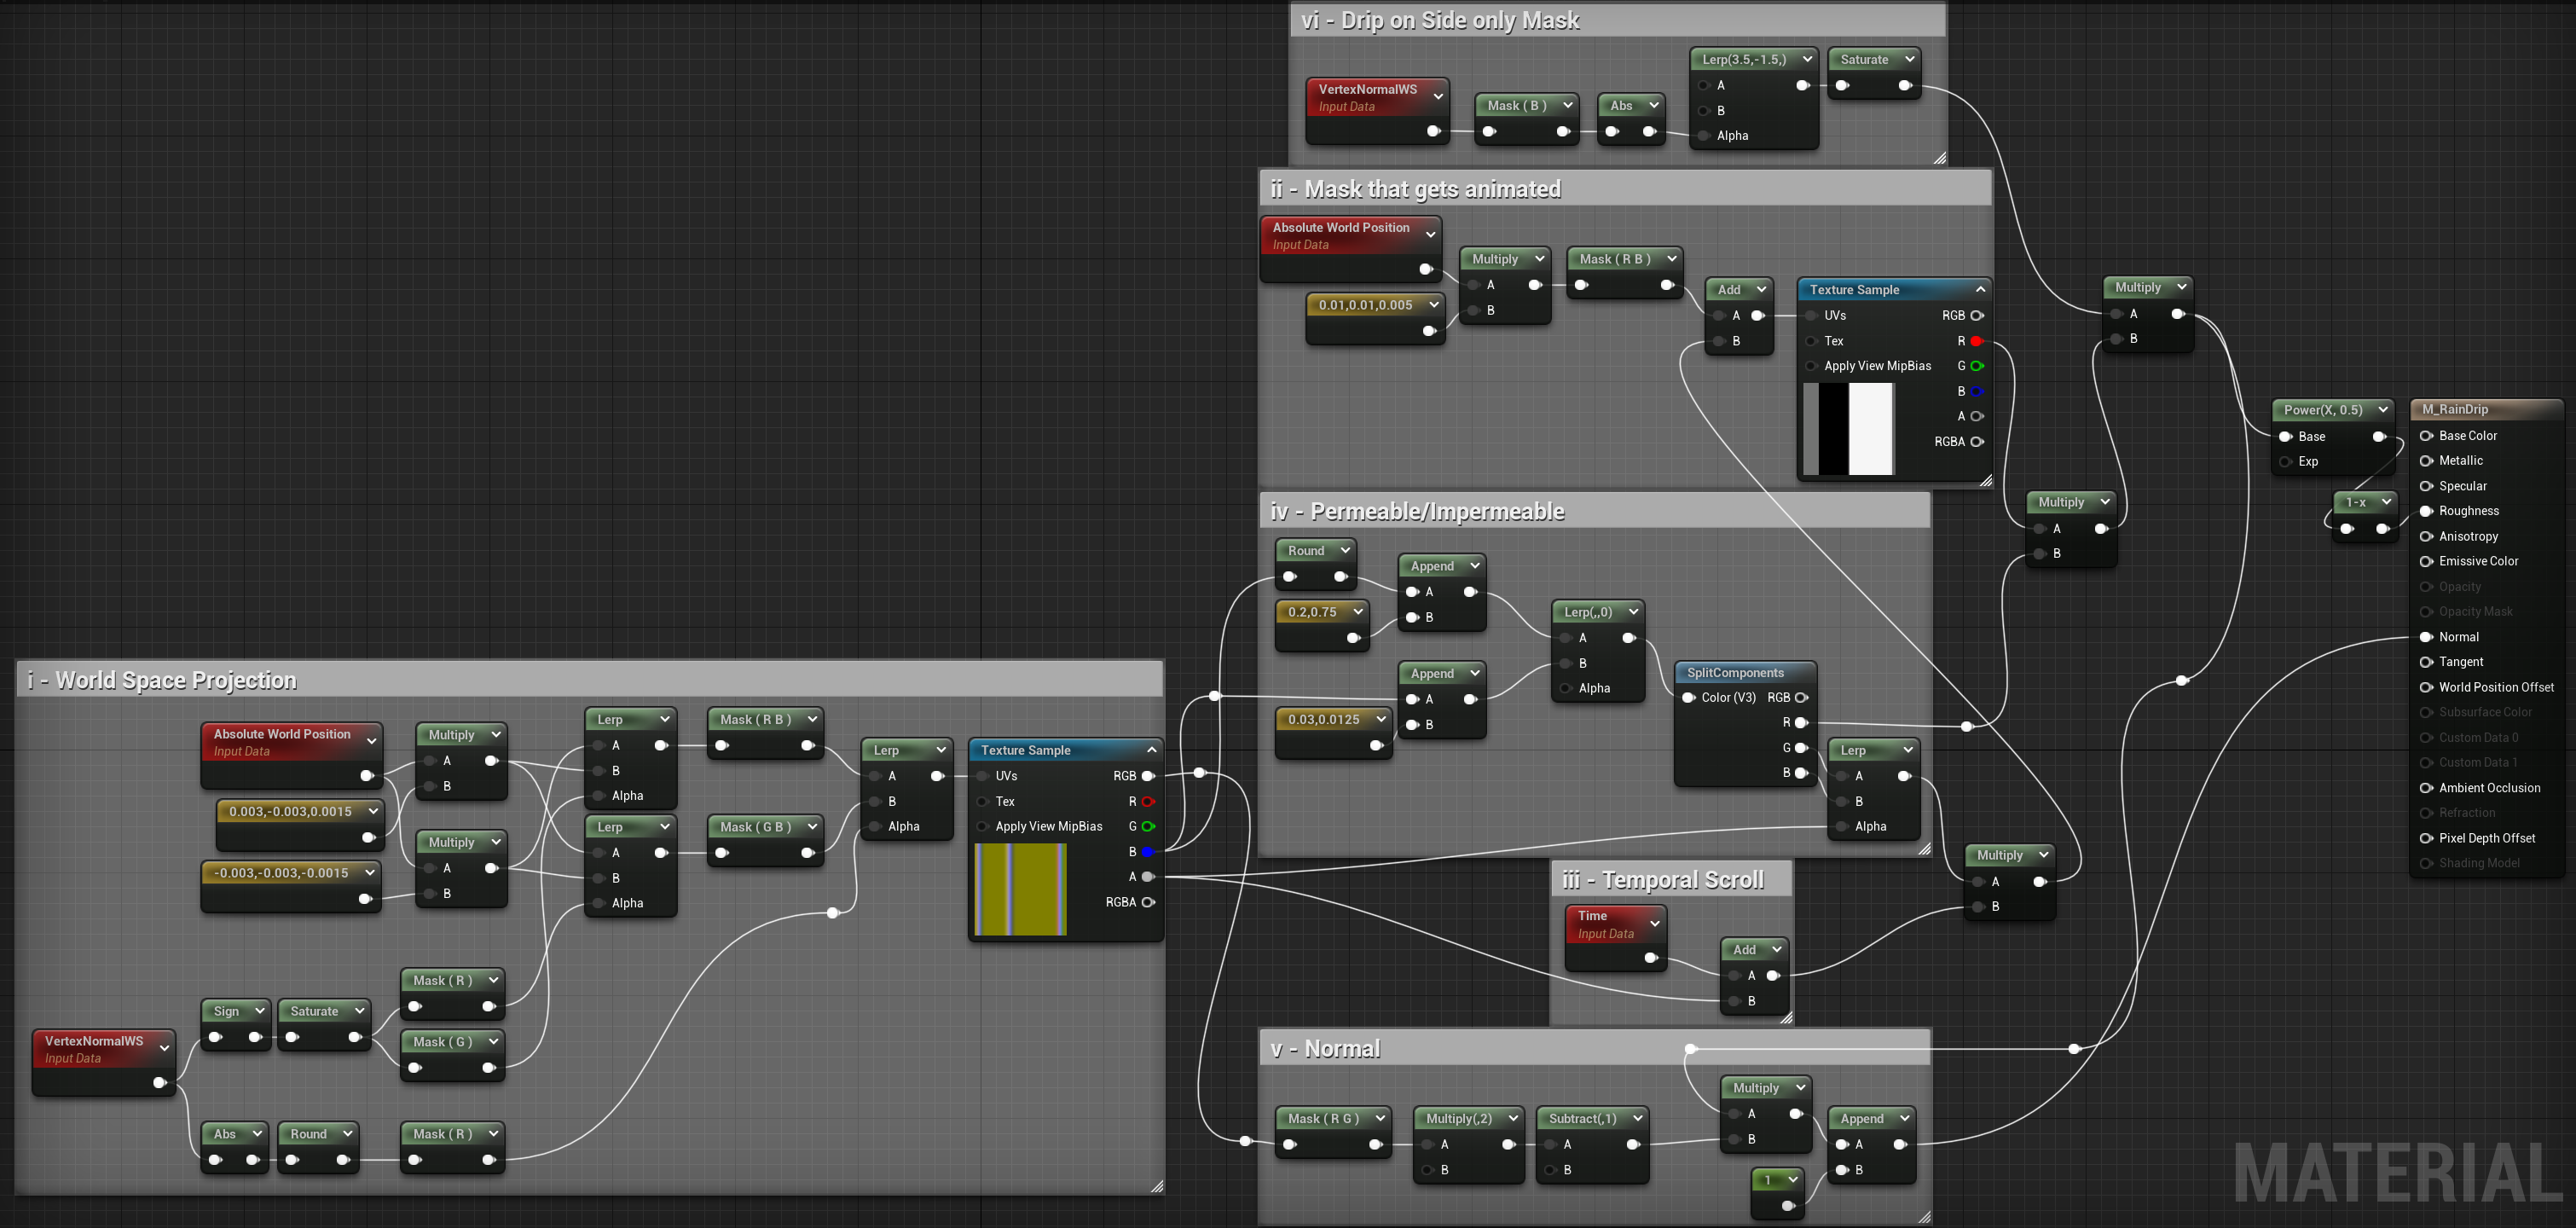 vi - Drip on Side only Mask
VertexNormalWS
Input Data
Mask ( B )
Abs
Lerp(3.5,-1.5,)
A
B
Alpha
Saturate
ii - Mask that gets animated
Absolute World Position
Input Data
0.01,0.01,0.005
Multiply
A
B
Mask ( R B )
Add
A
B
Texture Sample
UVs RGB
Tex R
Apply View MipBias G
B
A
RGBA
iv - Permeable/Impermeable
Round
0.2,0.75
Append
A
B
Append
A
B
0.03,0.0125
Lerp(,,0)
A
B
Alpha
SplitComponents
Color (V3) RGB
R
G
B
Lerp
A
B
Alpha
i - World Space Projection
Absolute World Position
Input Data
0.003,-0.003,0.0015
-0.003,-0.003,-0.0015
Multiply
A
B
Multiply
A
B
Lerp
A
B
Alpha
Lerp
A
B
Alpha
Mask ( R B )
Mask ( G B )
Lerp
A
B
Alpha
Texture Sample
UVs RGB
Tex R
Apply View MipBias G
B
A
RGBA
VertexNormalWS
Input Data
Sign
Saturate
Mask ( R )
Mask ( G )
Abs
Round
Mask ( R )
iii - Temporal Scroll
Time
Input Data
Add
A
B
v - Normal
Mask ( R G )
Multiply(,2)
A
B
Subtract(,1)
A
B
Multiply
A
B
1
Append
A
B
Multiply
A
B
Multiply
A
B
Multiply
A
B
Power(X, 0.5)
Base
Exp
1-x
M_RainDrip
Base Color
Metallic
Specular
Roughness
Anisotropy
Emissive Color
Opacity
Opacity Mask
Normal
Tangent
World Position Offset
Subsurface Color
Custom Data 0
Custom Data 1
Ambient Occlusion
Refraction
Pixel Depth Offset
Shading Model
MATERIAL